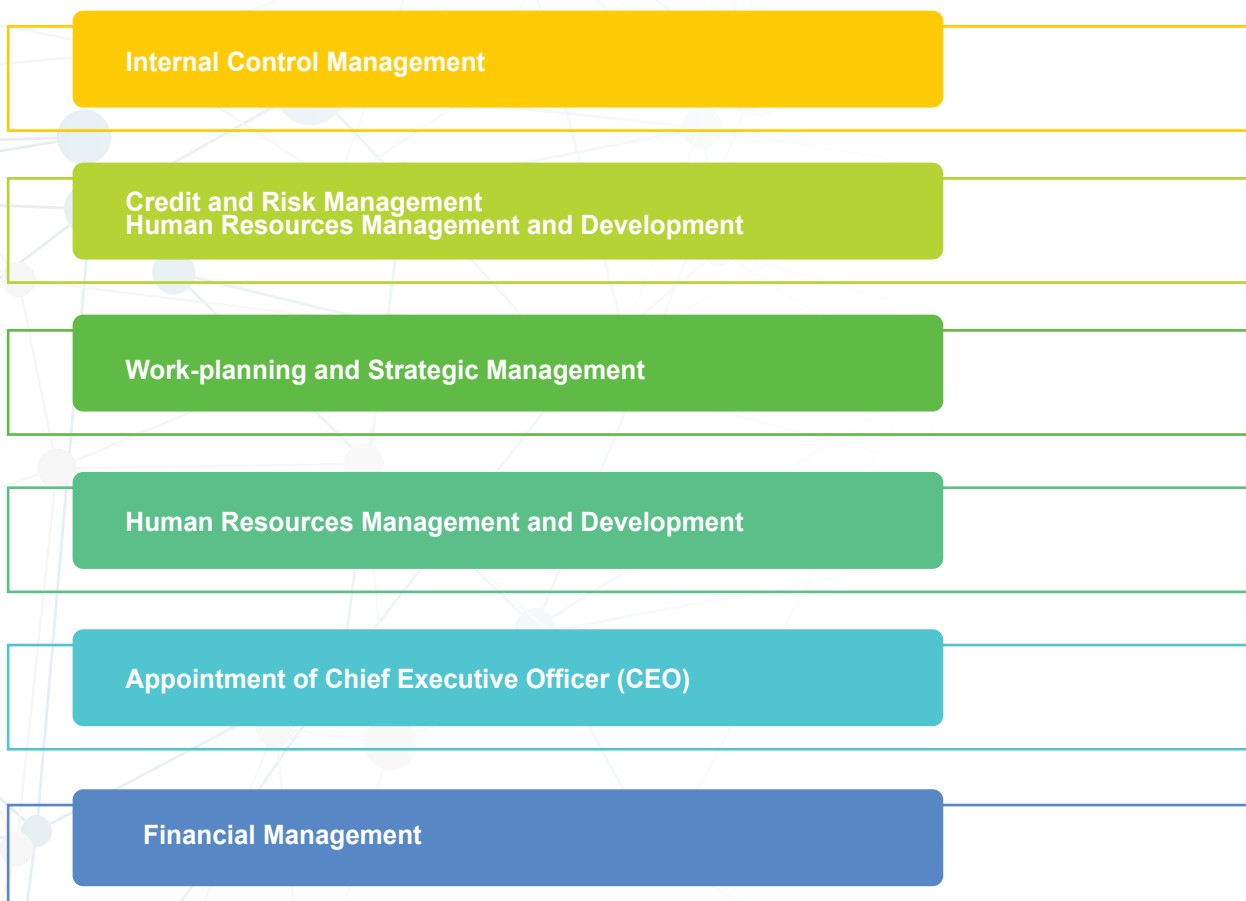 Internal Control Management
Credit and Risk Management
Human Resources Management and Development
Work-planning and Strategic Management
Human Resources Management and Development
Appointment of Chief Executive Officer (CEO)
Financial Management